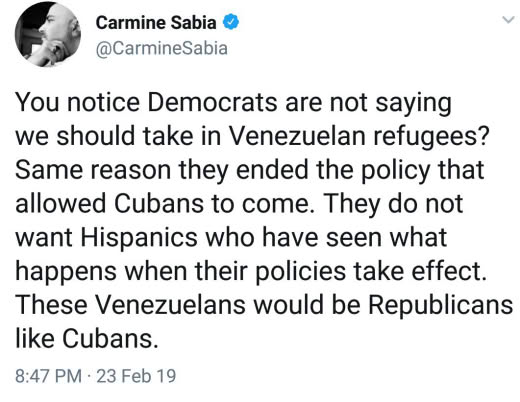 Carmine Sabia
@CarmineSabia
You notice Democrats are not saying
we should take in Venezuelan refugees?
Same reason they ended the policy that
allowed Cubans to come. They do not
want Hispanics who have seen what
happens when their policies take effect.
These Venezuelans would be Republicans
like Cubans.
8:47 PM · 23 Feb 19